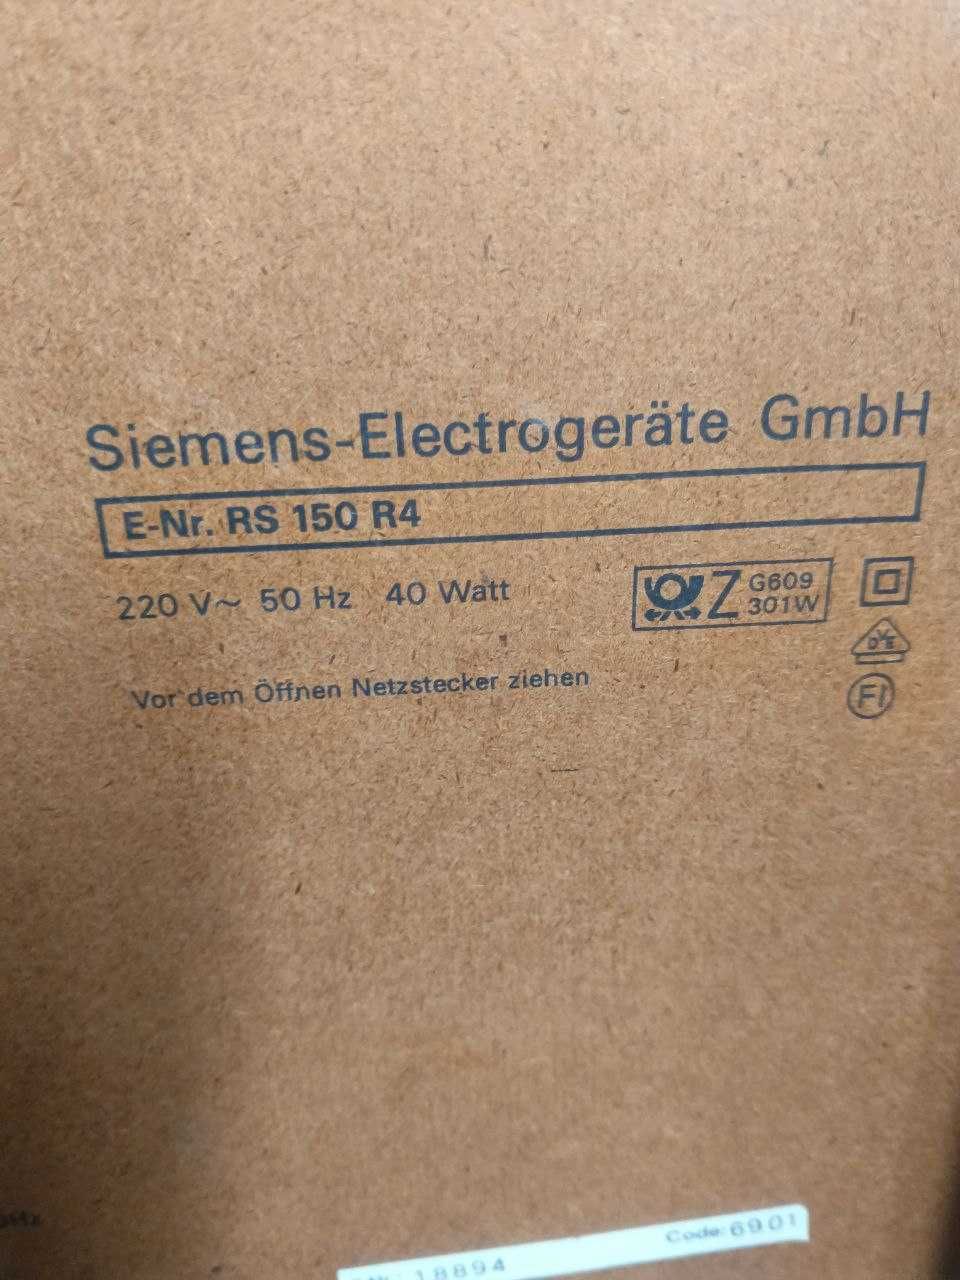 Siemens-Electrogeräte GmbH
E-Nr. RS 150 R4
220 V~ 50 Hz 40 Watt
Z G609
301W
VDE
FI
Vor dem Öffnen Netzstecker ziehen
Code: 6901
18894